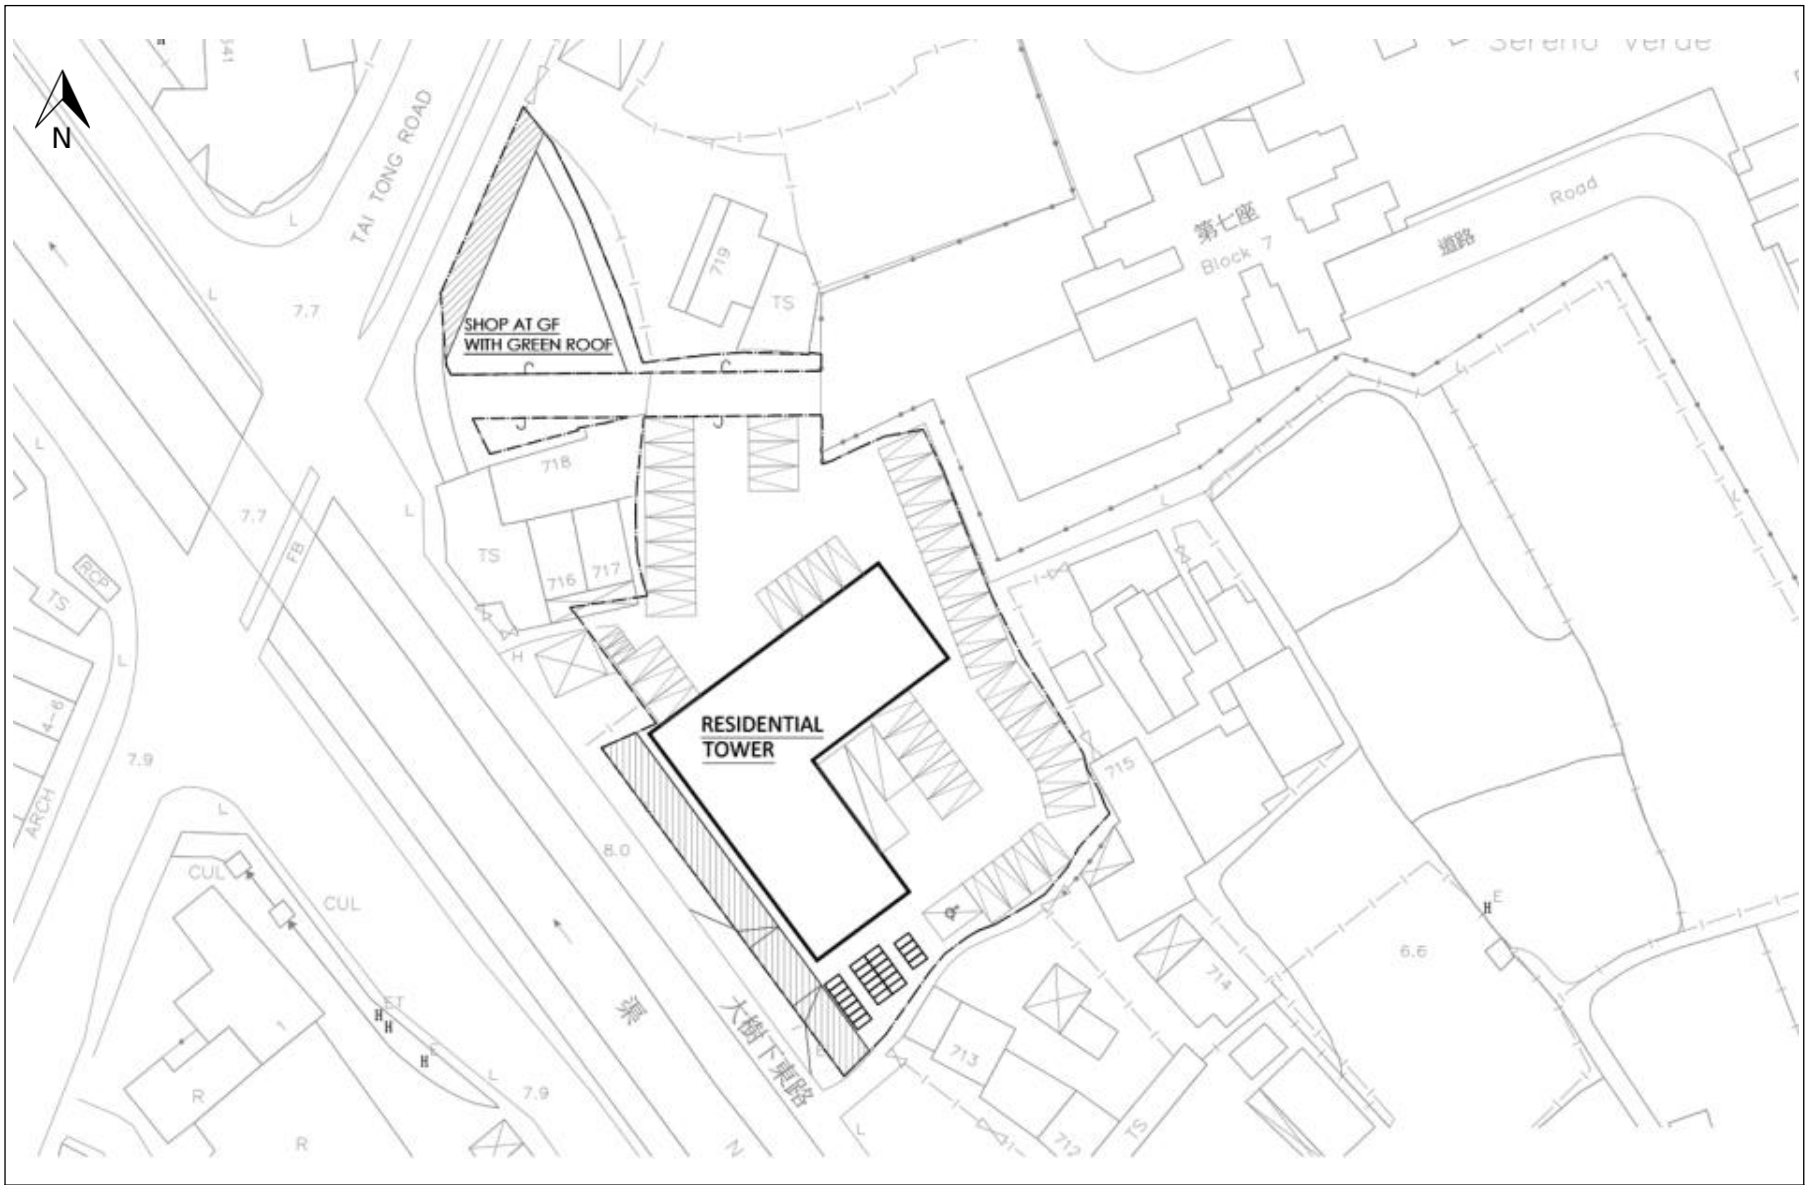 Sereno Verde
341
N
TAI TONG ROAD
L
第七座
Block 7
道路
Road
719
TS
L
7.7
SHOP AT GF
WITH GREEN ROOF
L
L
718
7.7
L
L
FB
TS
716
717
RCP
TS
H
L
4-6
RESIDENTIAL
TOWER
715
7.9
ARCH
L
8.0
CUL
CUL
E
H
6.6
714
渠
大樹下東路
E
ET
H
H
H
E
1
L
713
7.9
R
R
N
L
712
TS